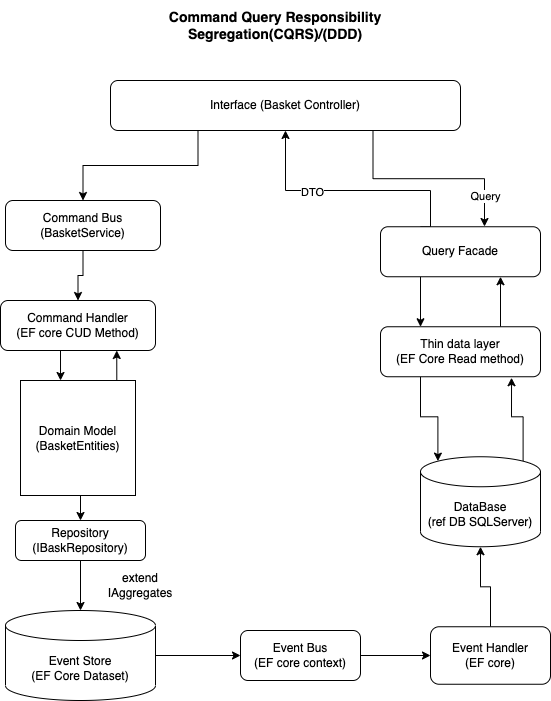 Command Query Responsibility
Segregation(CQRS)/(DDD)
Interface (Basket Controller)
DTO
Query
Command Bus
(BasketService)
Query Facade
Command Handler
(EF core CUD Method)
Thin data layer
(EF Core Read method)
Domain Model
(BasketEntities)
DataBase
(ref DB SQLServer)
Repository
(IBaskRepository)
extend
IAggregates
Event Store
(EF Core Dataset)
Event Bus
(EF core context)
Event Handler
(EF core)